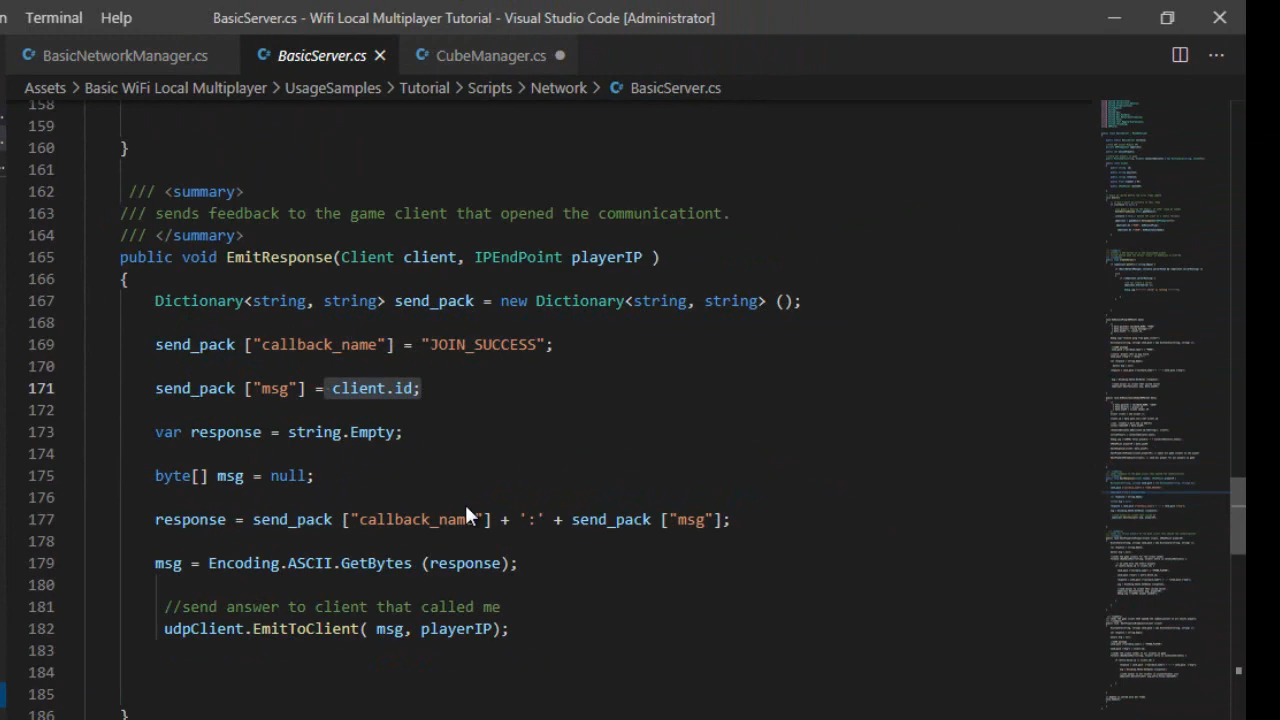 Terminal Help BasicServer.cs - Wifi Local Multiplayer Tutorial - Visual Studio Code [Administrator]
BasicNetworkManager.cs BasicServer.cs CubeManager.cs
Assets > Basic WiFi Local Multiplayer > UsageSamples > Tutorial > Scripts > Network > BasicServer.cs
158
159
160 }
161
162 /// <summary>
163 /// sends feedback to the game client that opened the communicationt.
164 /// </summary>
165 public void EmitResponse(Client client, IPEndPoint playerIP )
166 {
167 Dictionary<string, string> send_pack = new Dictionary<string, string> ();
168
169 send_pack ["callback_name"] = "JOIN_SUCCESS";
170
171 send_pack ["msg"] = client.id;
172
173 var response = string.Empty;
174
175 byte[] msg = null;
176
177 response = send_pack ["callback_name"] + ':' + send_pack ["msg"];
178
179 msg = Encoding.ASCII.GetBytes (response);
180
181 //send answer to client that called me
182 udpClient.EmitToClient( msg, playerIP);
183
184
185
186 }